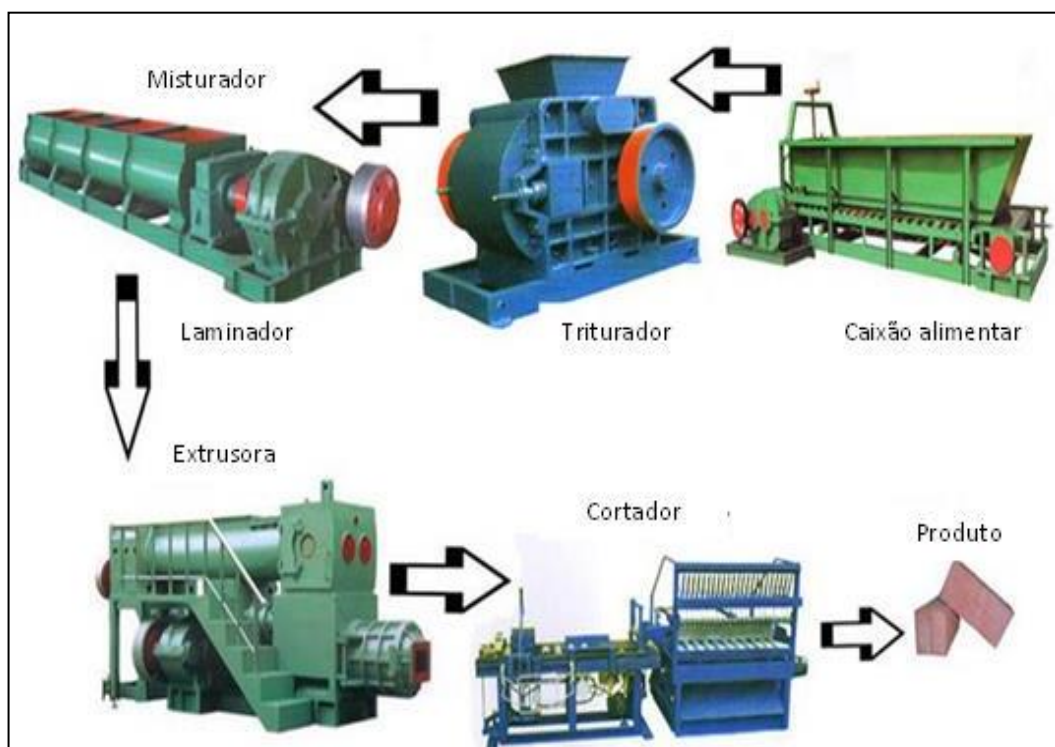 Misturador
Laminador
Triturador
Caixão alimentar
Extrusora
Cortador
Produto